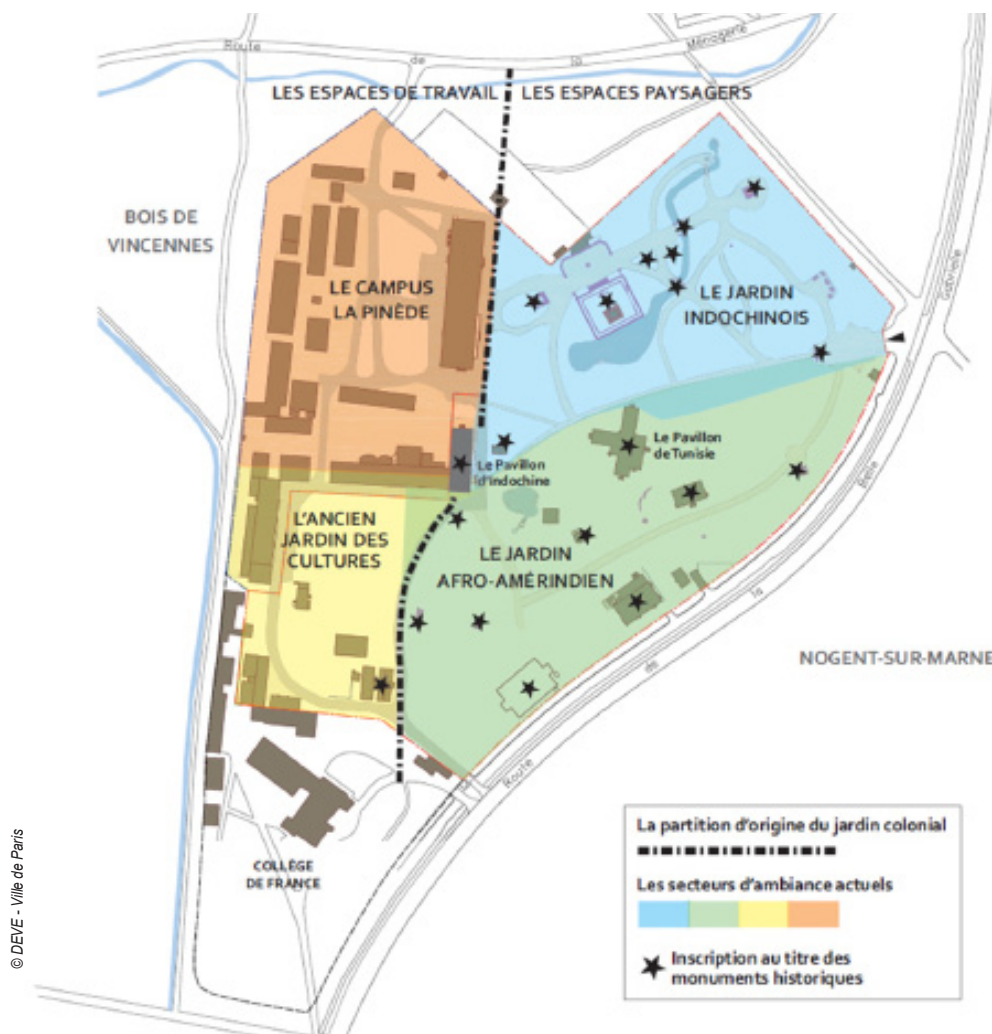 Route de la Ménagerie
LES ESPACES DE TRAVAIL
LES ESPACES PAYSAGERS
BOIS DE
VINCENNES
LE CAMPUS
LA PINÈDE
LE JARDIN
INDOCHINOIS
Le Pavillon
d'Indochine
Le Pavillon
de Tunisie
L'ANCIEN
JARDIN DES
CULTURES
LE JARDIN
AFRO-AMÉRINDIEN
NOGENT-SUR-MARNE
Route de la Belle Gabriele
COLLÈGE
DE FRANCE
La partition d'origine du jardin colonial
Les secteurs d'ambiance actuels
Inscription au titre des
monuments historiques
© DEVE - Ville de Paris